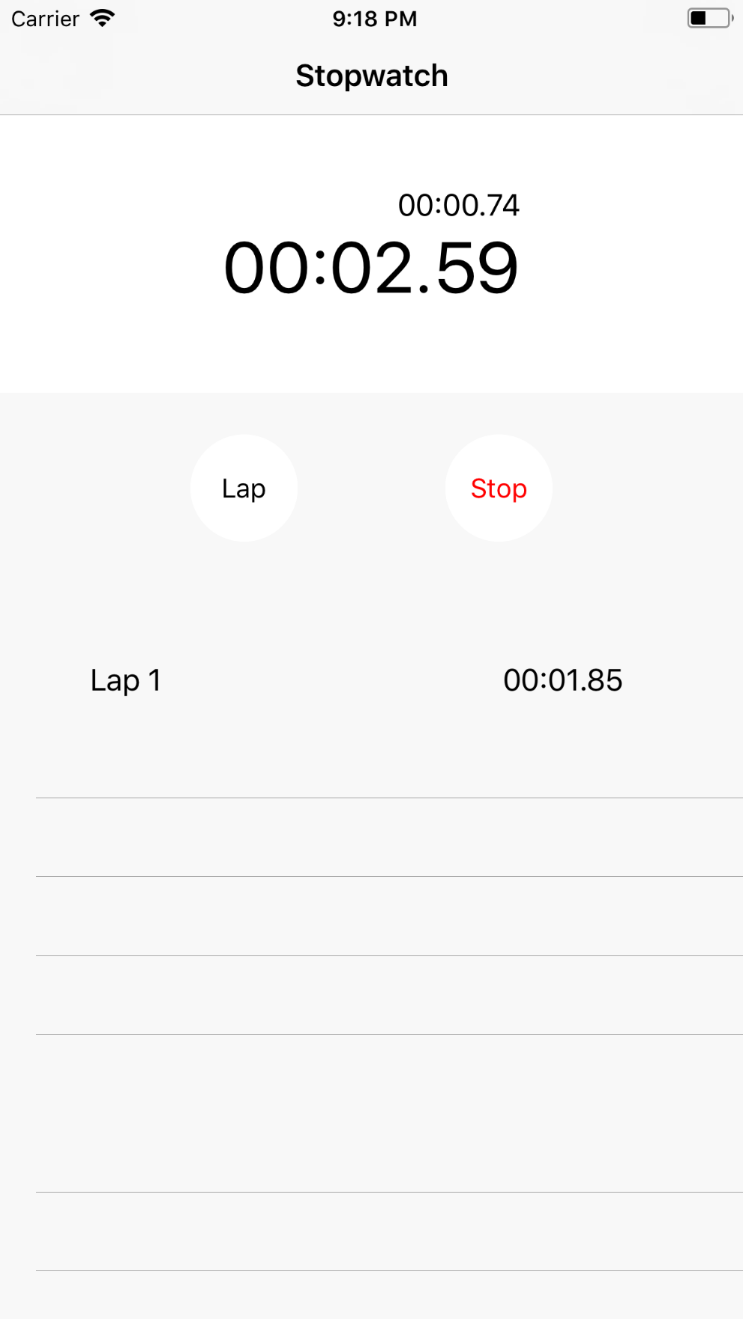 Carrier 9:18 PM
Stopwatch
00:00.74
00:02.59
Lap Stop
Lap 1 00:01.85